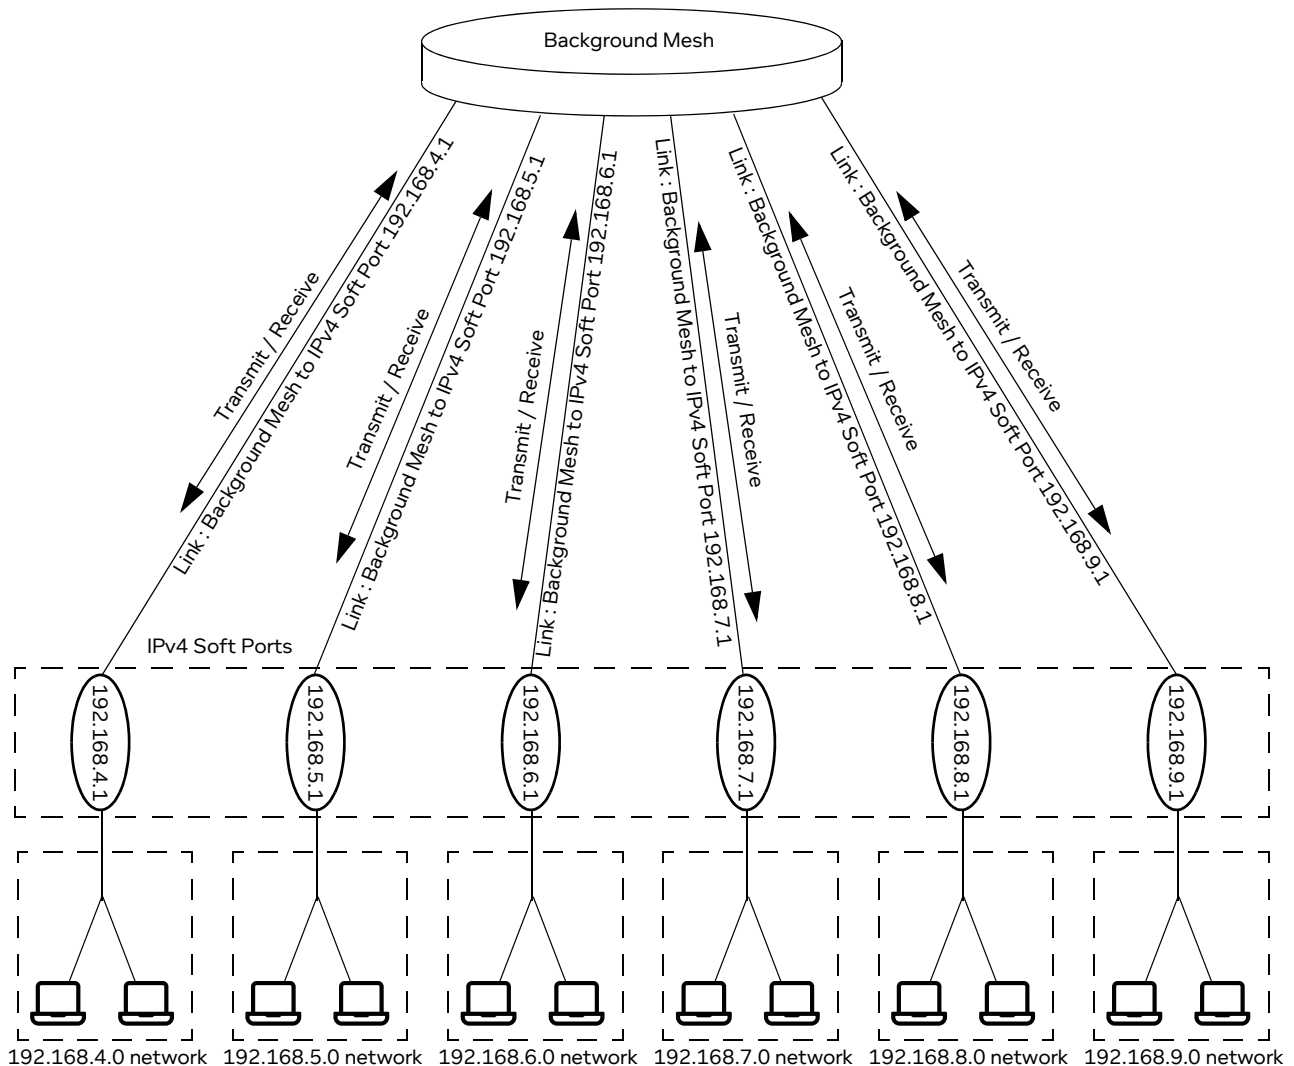 Background Mesh
Transmit / Receive
Link : Background Mesh to IPv4 Soft Port 192.168.4.1
Transmit / Receive
Link : Background Mesh to IPv4 Soft Port 192.168.5.1
Transmit / Receive
Link : Background Mesh to IPv4 Soft Port 192.168.6.1
Link : Background Mesh to IPv4 Soft Port 192.168.7.1
Transmit / Receive
Link : Background Mesh to IPv4 Soft Port 192.168.8.1
Transmit / Receive
Link : Background Mesh to IPv4 Soft Port 192.168.9.1
Transmit / Receive
IPv4 Soft Ports
192.168.4.1
192.168.5.1
192.168.6.1
192.168.7.1
192.168.8.1
192.168.9.1
192.168.4.0 network
192.168.5.0 network
192.168.6.0 network
192.168.7.0 network
192.168.8.0 network
192.168.9.0 network